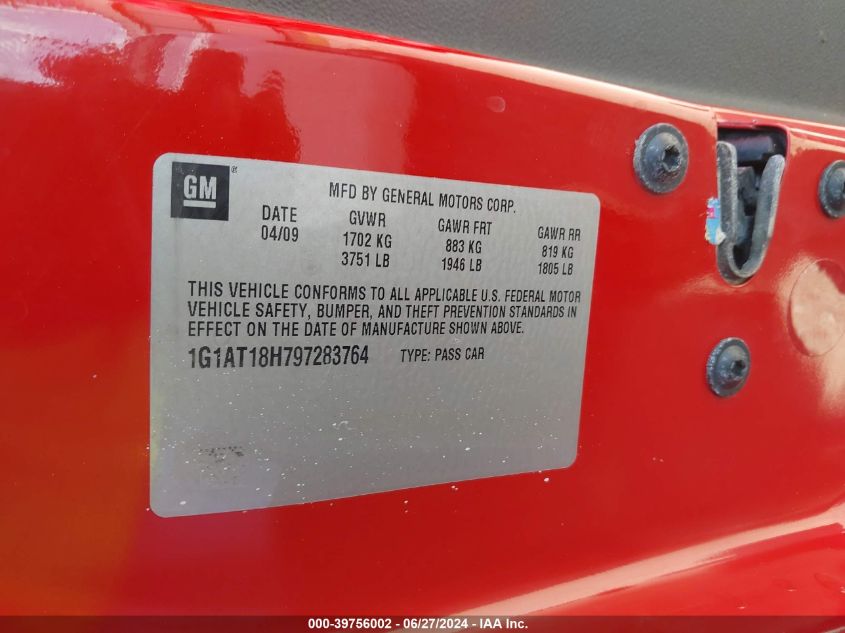 GM ®
MFD BY GENERAL MOTORS CORP.
DATE GVWR GAWR FRT GAWR RR
04/09 1702 KG 883 KG 819 KG
3751 LB 1946 LB 1805 LB
THIS VEHICLE CONFORMS TO ALL APPLICABLE U.S. FEDERAL MOTOR
VEHICLE SAFETY, BUMPER, AND THEFT PREVENTION STANDARDS IN
EFFECT ON THE DATE OF MANUFACTURE SHOWN ABOVE.
1G1AT18H797283764 TYPE: PASS CAR
000-39756002 - 06/27/2024 - IAA Inc.